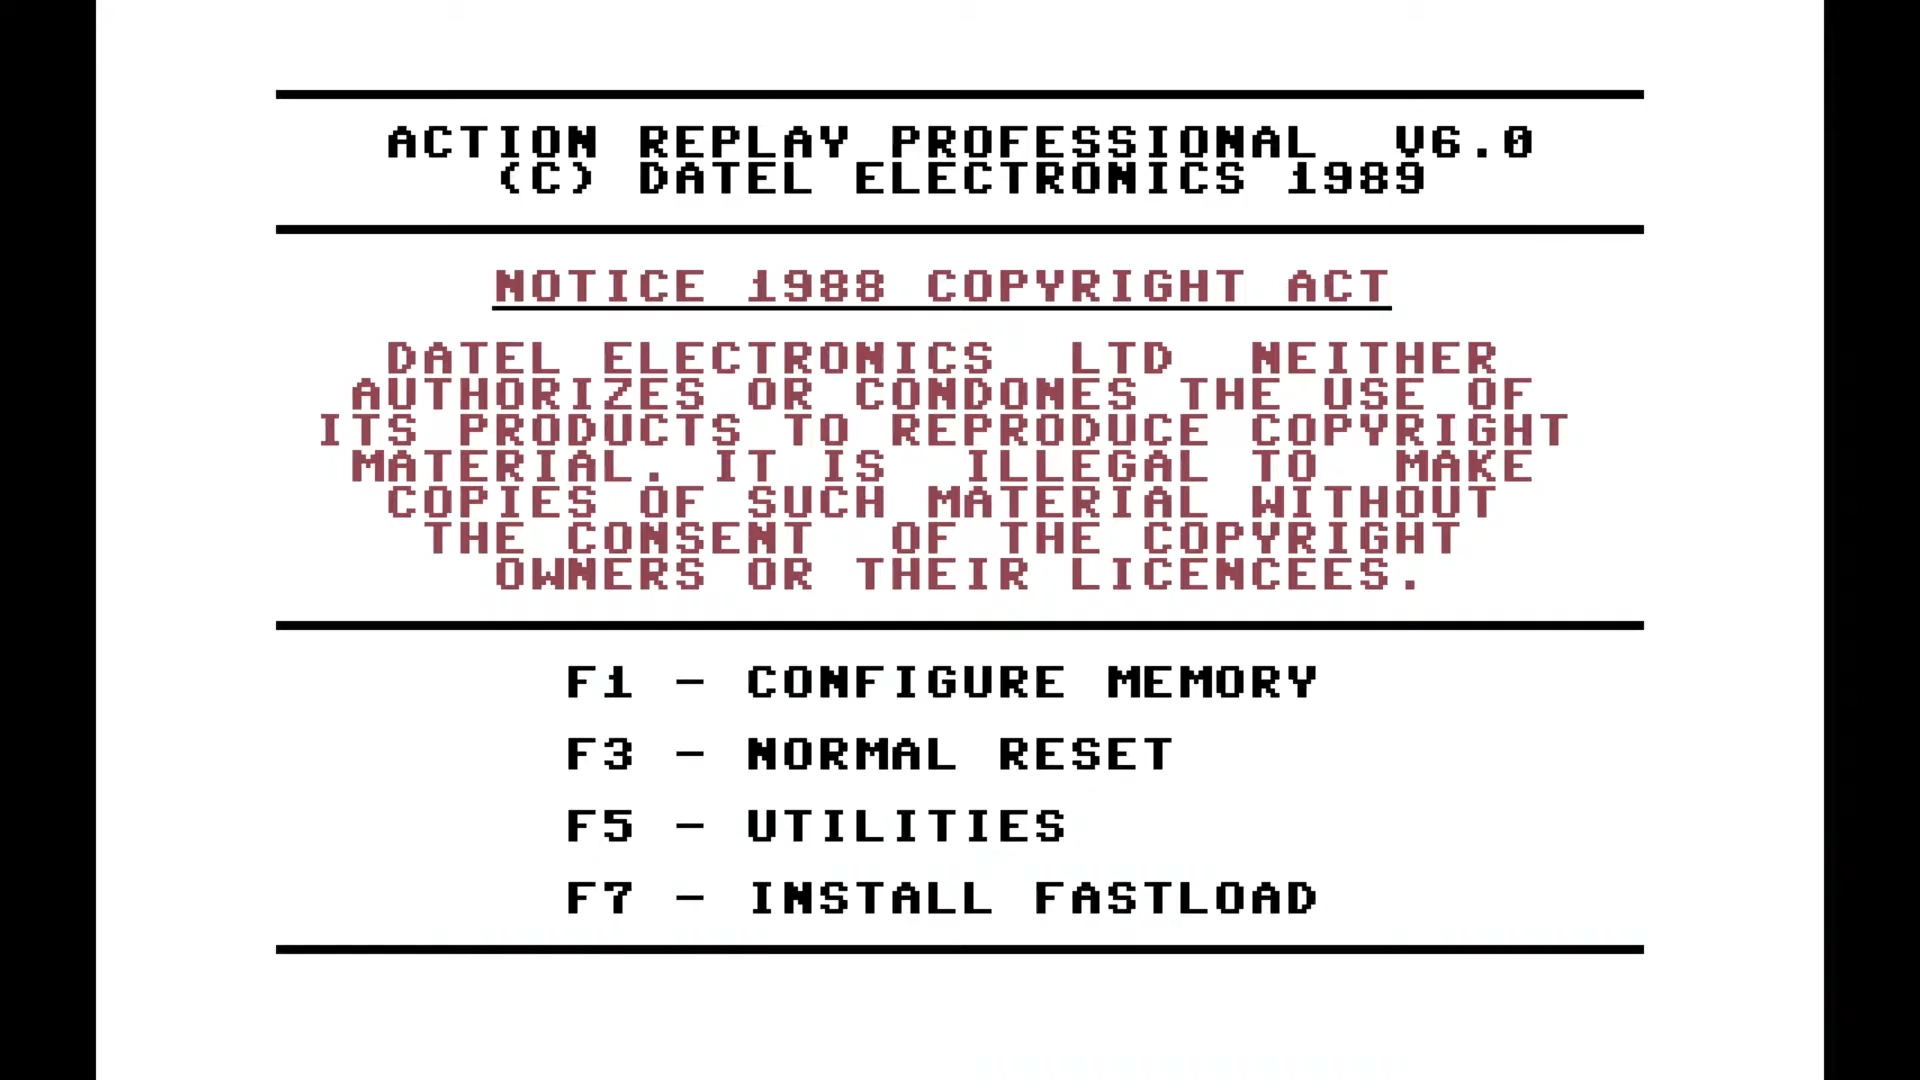 ACTION REPLAY PROFESSIONAL  V6.0
(C) DATEL ELECTRONICS 1989
NOTICE 1988 COPYRIGHT ACT
DATEL ELECTRONICS  LTD  NEITHER
AUTHORIZES OR CONDONES THE USE OF
ITS PRODUCTS TO REPRODUCE COPYRIGHT
MATERIAL. IT IS  ILLEGAL TO  MAKE
COPIES OF SUCH MATERIAL WITHOUT
THE CONSENT  OF THE COPYRIGHT
OWNERS OR THEIR LICENCEES.
F1 - CONFIGURE MEMORY
F3 - NORMAL RESET
F5 - UTILITIES
F7 - INSTALL FASTLOAD